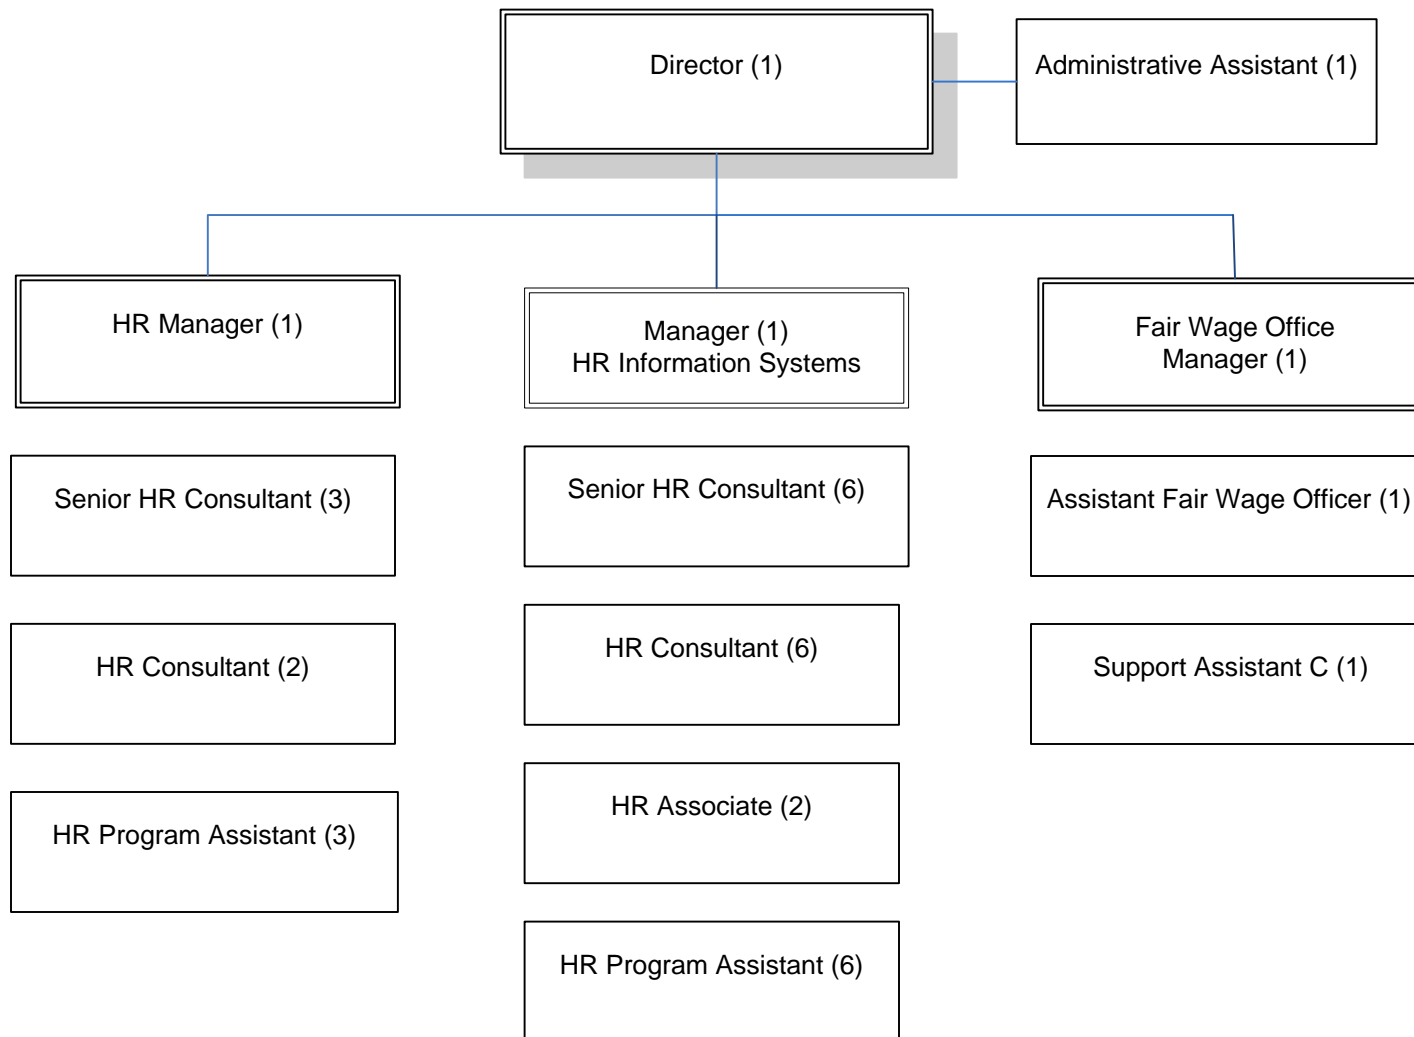 Director (1)
Administrative Assistant (1)
HR Manager (1)
Manager (1)
HR Information Systems
Fair Wage Office
Manager (1)
Senior HR Consultant (3)
Senior HR Consultant (6)
Assistant Fair Wage Officer (1)
HR Consultant (2)
HR Consultant (6)
Support Assistant C (1)
HR Program Assistant (3)
HR Associate (2)
HR Program Assistant (6)